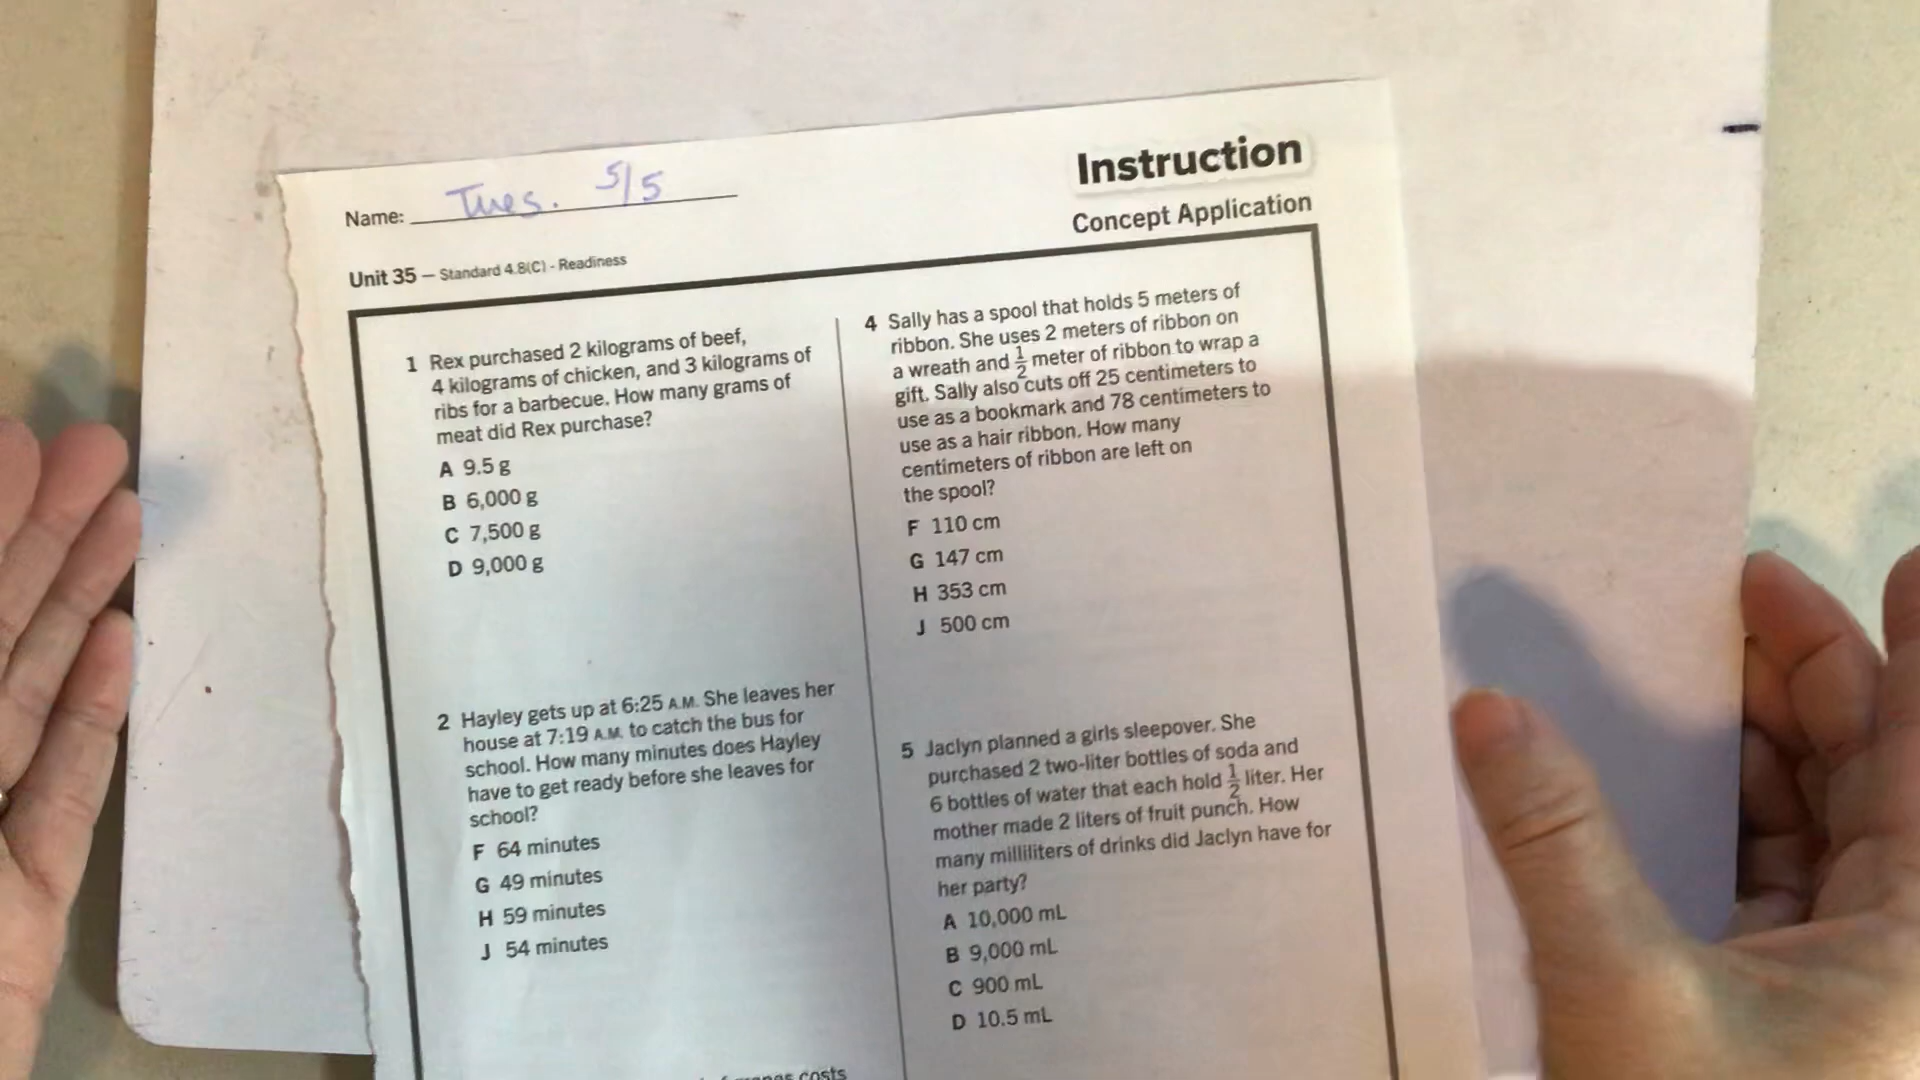 Name: Tues. 5/5
Instruction
Concept Application
Unit 35 — Standard 4.8(C) - Readiness
1 Rex purchased 2 kilograms of beef,
4 kilograms of chicken, and 3 kilograms of
ribs for a barbecue. How many grams of
meat did Rex purchase?
A 9.5 g
B 6,000 g
C 7,500 g
D 9,000 g
2 Hayley gets up at 6:25 A.M. She leaves her
house at 7:19 A.M. to catch the bus for
school. How many minutes does Hayley
have to get ready before she leaves for
school?
F 64 minutes
G 49 minutes
H 59 minutes
J 54 minutes
costs
4 Sally has a spool that holds 5 meters of
ribbon. She uses 2 meters of ribbon on
a wreath and 1/2 meter of ribbon to wrap a
gift. Sally also cuts off 25 centimeters to
use as a bookmark and 78 centimeters to
use as a hair ribbon. How many
centimeters of ribbon are left on
the spool?
F 110 cm
G 147 cm
H 353 cm
J 500 cm
5 Jaclyn planned a girls sleepover. She
purchased 2 two-liter bottles of soda and
6 bottles of water that each hold 1/2 liter. Her
mother made 2 liters of fruit punch. How
many milliliters of drinks did Jaclyn have for
her party?
A 10,000 mL
B 9,000 mL
C 900 mL
D 10.5 mL